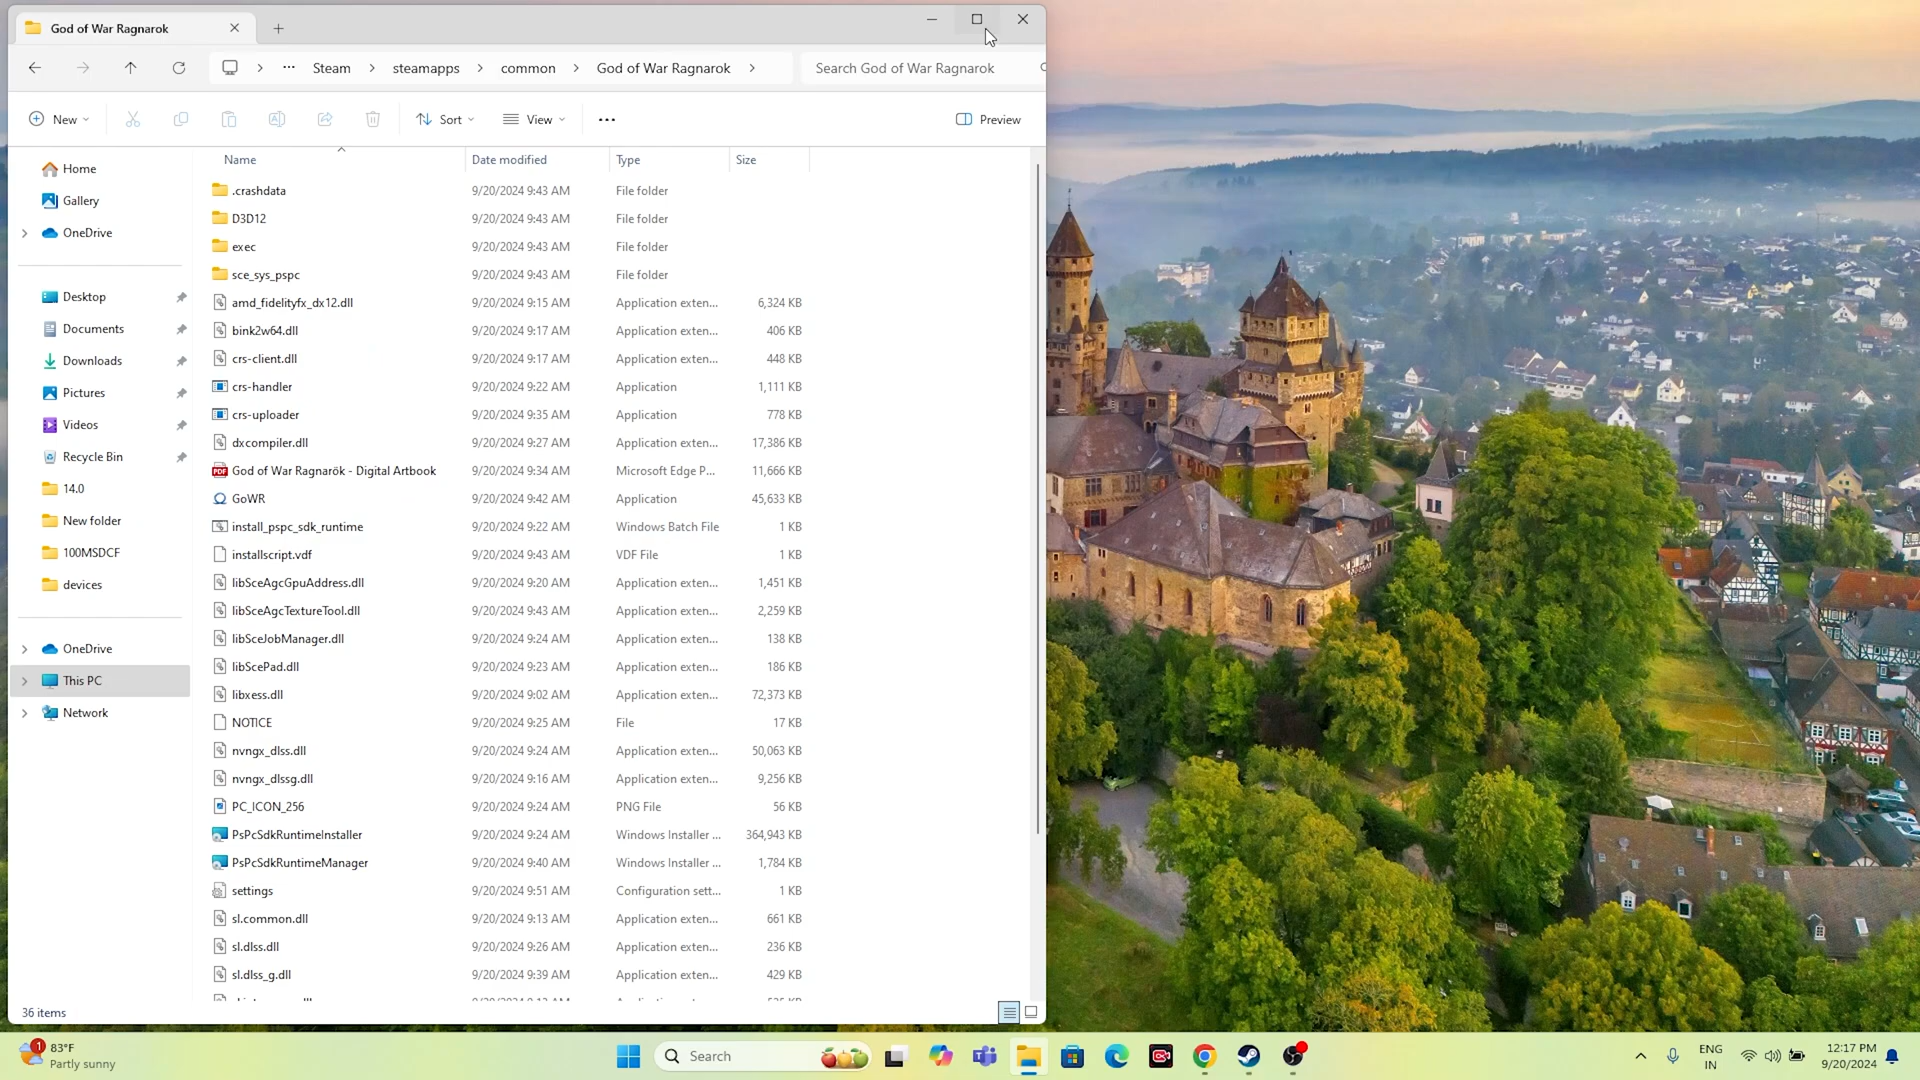 God of War Ragnarok
Steam > steamapps > common > God of War Ragnarok >
Search God of War Ragnarok
New
Sort
View
Preview
Name Date modified Type Size
.crashdata 9/20/2024 9:43 AM File folder
D3D12 9/20/2024 9:43 AM File folder
exec 9/20/2024 9:43 AM File folder
sce_sys_pspc 9/20/2024 9:43 AM File folder
amd_fidelityfx_dx12.dll 9/20/2024 9:15 AM Application exten... 6,324 KB
bink2w64.dll 9/20/2024 9:17 AM Application exten... 406 KB
crs-client.dll 9/20/2024 9:17 AM Application exten... 448 KB
crs-handler 9/20/2024 9:22 AM Application 1,111 KB
crs-uploader 9/20/2024 9:35 AM Application 778 KB
dxcompiler.dll 9/20/2024 9:27 AM Application exten... 17,386 KB
God of War Ragnarök - Digital Artbook 9/20/2024 9:34 AM Microsoft Edge P... 11,666 KB
GoWR 9/20/2024 9:42 AM Application 45,633 KB
install_pspc_sdk_runtime 9/20/2024 9:22 AM Windows Batch File 1 KB
installscript.vdf 9/20/2024 9:43 AM VDF File 1 KB
libSceAgcGpuAddress.dll 9/20/2024 9:20 AM Application exten... 1,451 KB
libSceAgcTextureTool.dll 9/20/2024 9:43 AM Application exten... 2,259 KB
libSceJobManager.dll 9/20/2024 9:24 AM Application exten... 138 KB
libScePad.dll 9/20/2024 9:23 AM Application exten... 186 KB
libxess.dll 9/20/2024 9:02 AM Application exten... 72,373 KB
NOTICE 9/20/2024 9:25 AM File 17 KB
nvngx_dlss.dll 9/20/2024 9:24 AM Application exten... 50,063 KB
nvngx_dlssg.dll 9/20/2024 9:16 AM Application exten... 9,256 KB
PC_ICON_256 9/20/2024 9:24 AM PNG File 56 KB
PsPcSdkRuntimeInstaller 9/20/2024 9:24 AM Windows Installer ... 364,943 KB
PsPcSdkRuntimeManager 9/20/2024 9:40 AM Windows Installer ... 1,784 KB
settings 9/20/2024 9:51 AM Configuration sett... 1 KB
sl.common.dll 9/20/2024 9:13 AM Application exten... 661 KB
sl.dlss.dll 9/20/2024 9:26 AM Application exten... 236 KB
sl.dlss_g.dll 9/20/2024 9:39 AM Application exten... 429 KB
Home
Gallery
OneDrive
Desktop
Documents
Downloads
Pictures
Videos
Recycle Bin
14.0
New folder
100MSDCF
devices
OneDrive
This PC
Network
36 items
1
83°F
Partly sunny
Search
ENG
IN
12:17 PM
9/20/2024